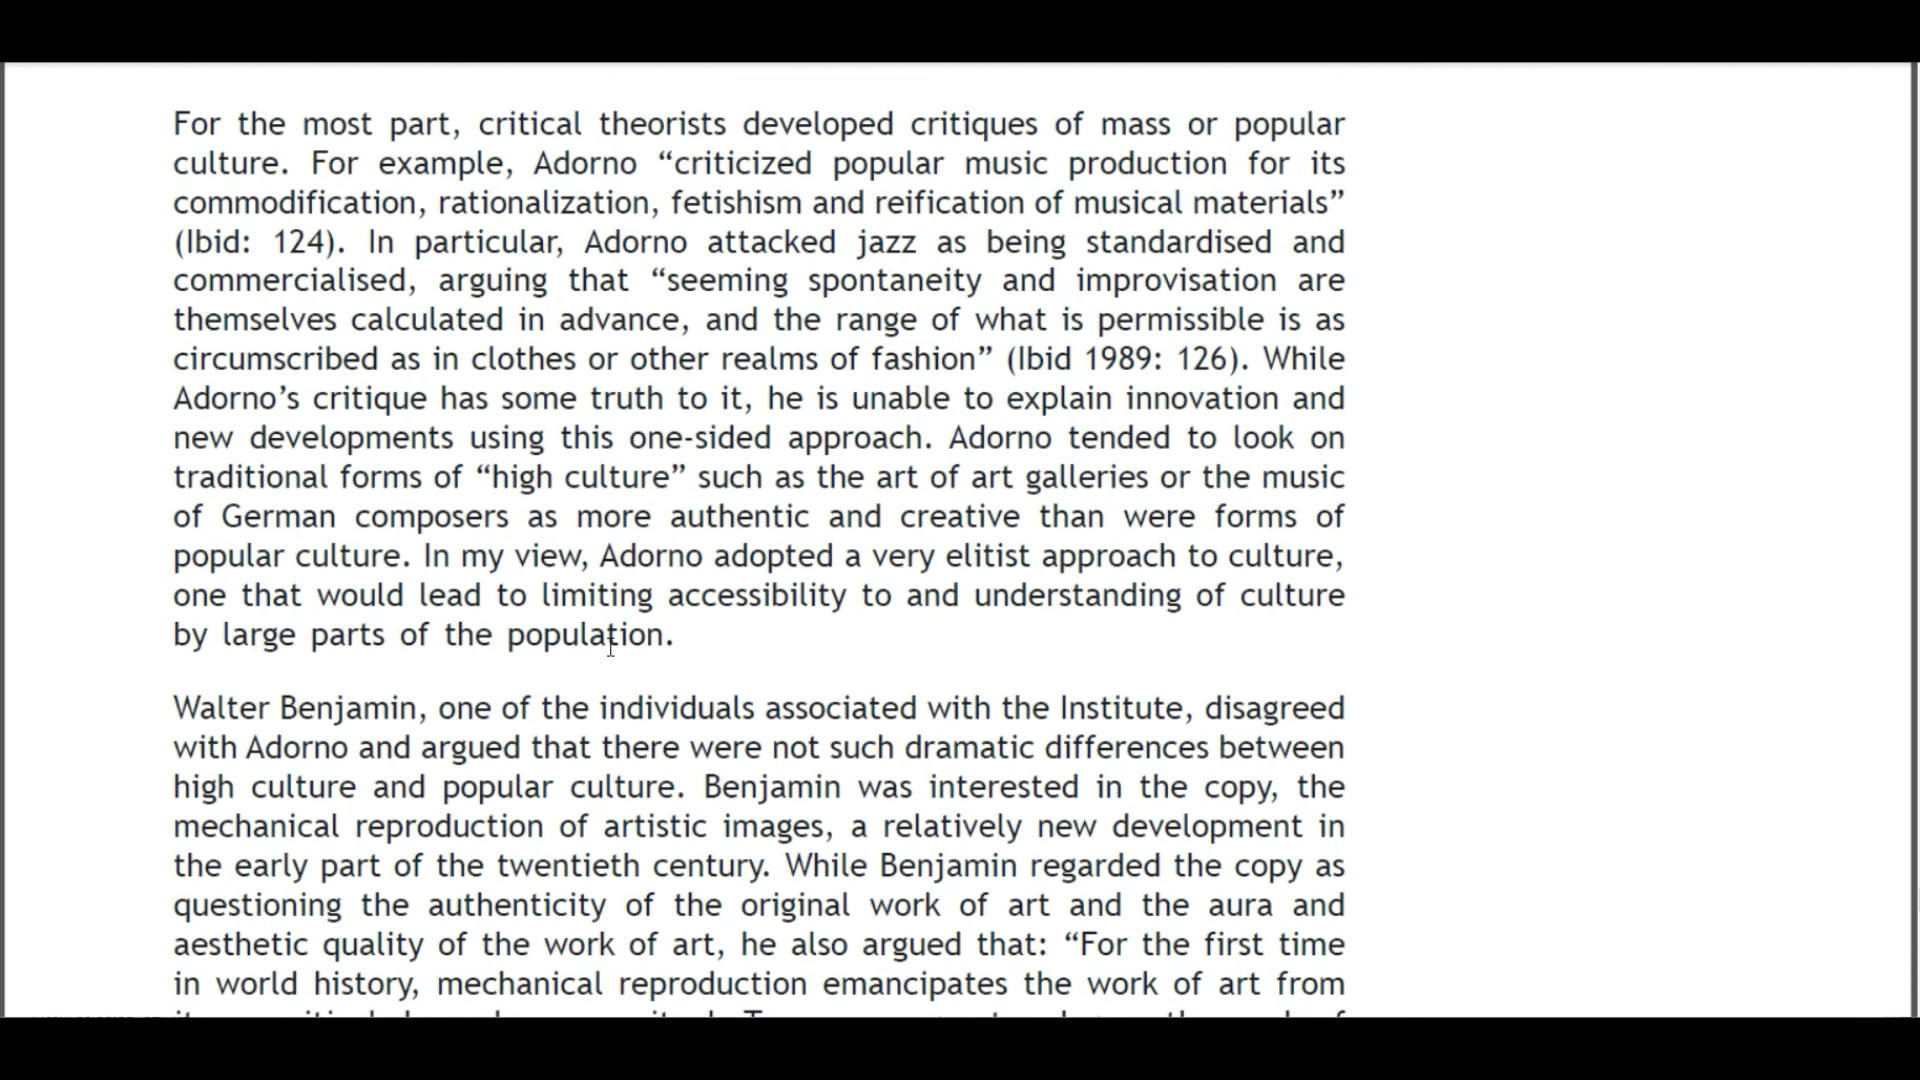 For the most part, critical theorists developed critiques of mass or popular
culture. For example, Adorno “criticized popular music production for its
commodification, rationalization, fetishism and reification of musical materials”
(Ibid: 124). In particular, Adorno attacked jazz as being standardised and
commercialised, arguing that “seeming spontaneity and improvisation are
themselves calculated in advance, and the range of what is permissible is as
circumscribed as in clothes or other realms of fashion” (Ibid 1989: 126). While
Adorno’s critique has some truth to it, he is unable to explain innovation and
new developments using this one-sided approach. Adorno tended to look on
traditional forms of “high culture” such as the art of art galleries or the music
of German composers as more authentic and creative than were forms of
popular culture. In my view, Adorno adopted a very elitist approach to culture,
one that would lead to limiting accessibility to and understanding of culture
by large parts of the population.
Walter Benjamin, one of the individuals associated with the Institute, disagreed
with Adorno and argued that there were not such dramatic differences between
high culture and popular culture. Benjamin was interested in the copy, the
mechanical reproduction of artistic images, a relatively new development in
the early part of the twentieth century. While Benjamin regarded the copy as
questioning the authenticity of the original work of art and the aura and
aesthetic quality of the work of art, he also argued that: “For the first time
in world history, mechanical reproduction emancipates the work of art from